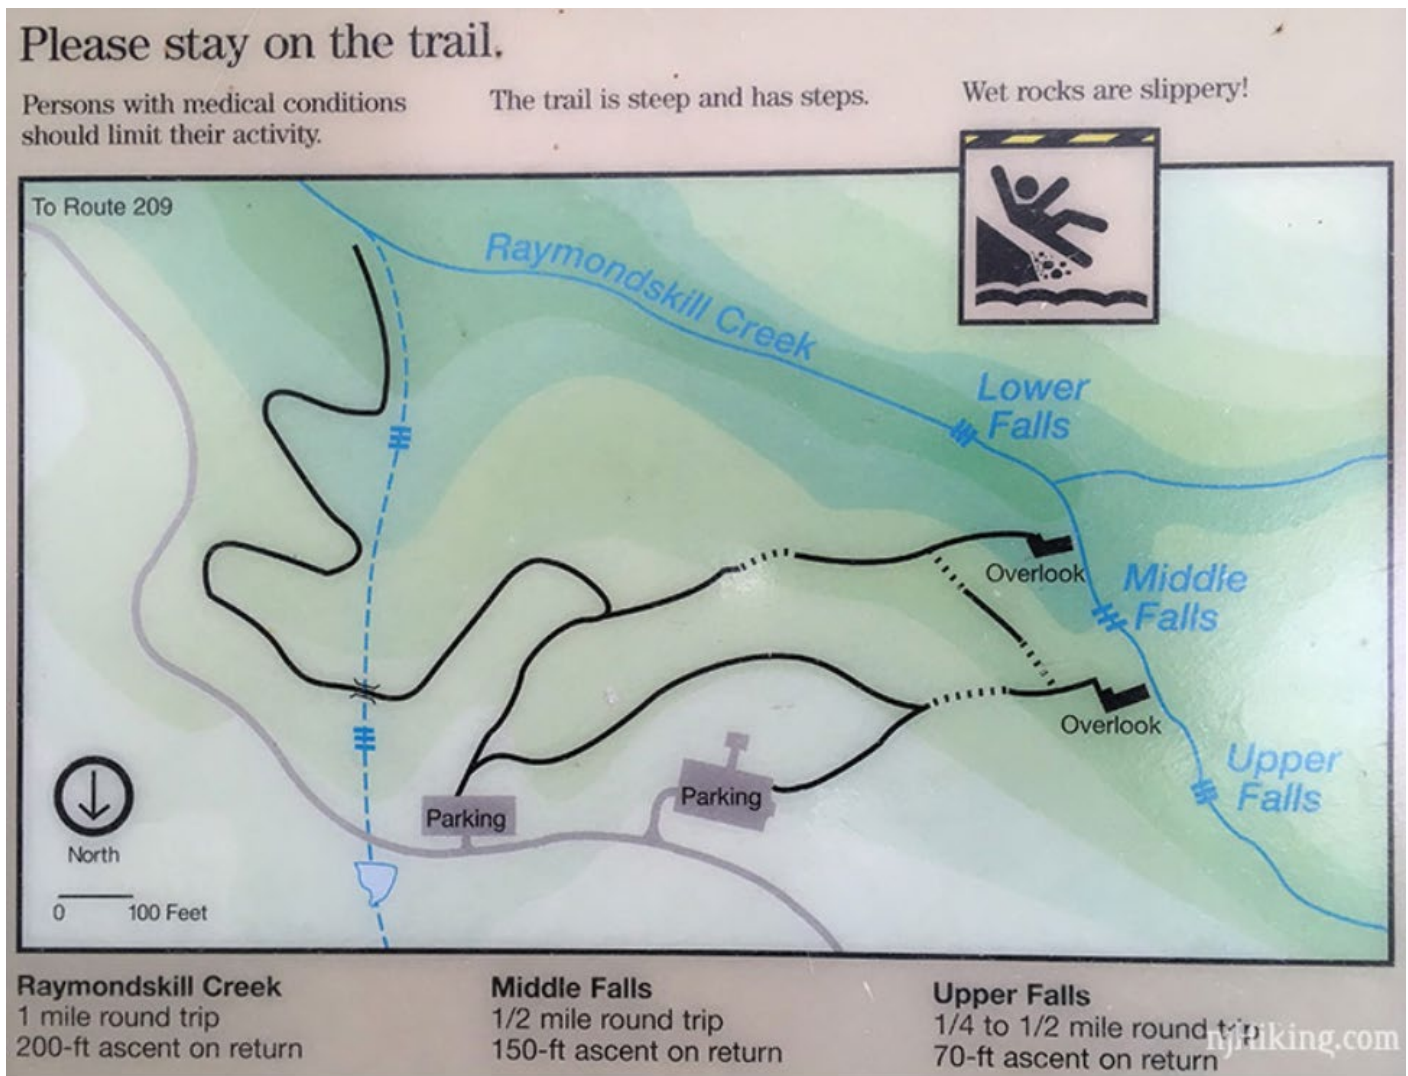 Please stay on the trail.
Persons with medical conditions
should limit their activity.
The trail is steep and has steps.
Wet rocks are slippery!
To Route 209
Raymondskill Creek
Lower
Falls
Overlook
Middle
Falls
Overlook
Upper
Falls
Parking
Parking
North
0 100 Feet
Raymondskill Creek
1 mile round trip
200-ft ascent on return
Middle Falls
1/2 mile round trip
150-ft ascent on return
Upper Falls
1/4 to 1/2 mile round trip
70-ft ascent on return
njhiking.com